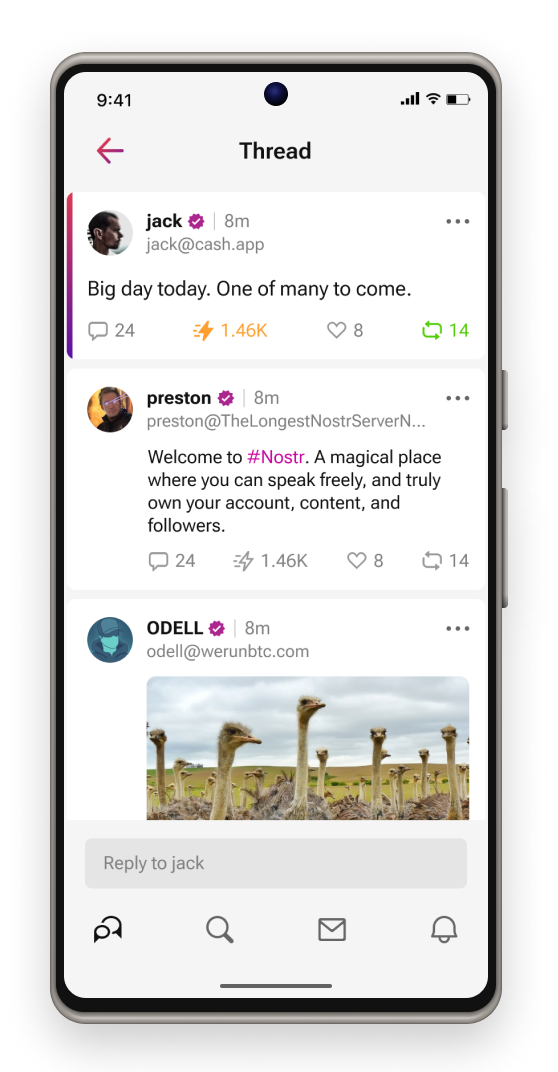 9:41
Thread
jack 8m
jack@cash.app
Big day today. One of many to come.
24 1.46K 8 14
preston 8m
preston@TheLongestNostrServerN...
Welcome to #Nostr. A magical place
where you can speak freely, and truly
own your account, content, and
followers.
24 1.46K 8 14
ODELL 8m
odell@werunbtc.com
Reply to jack